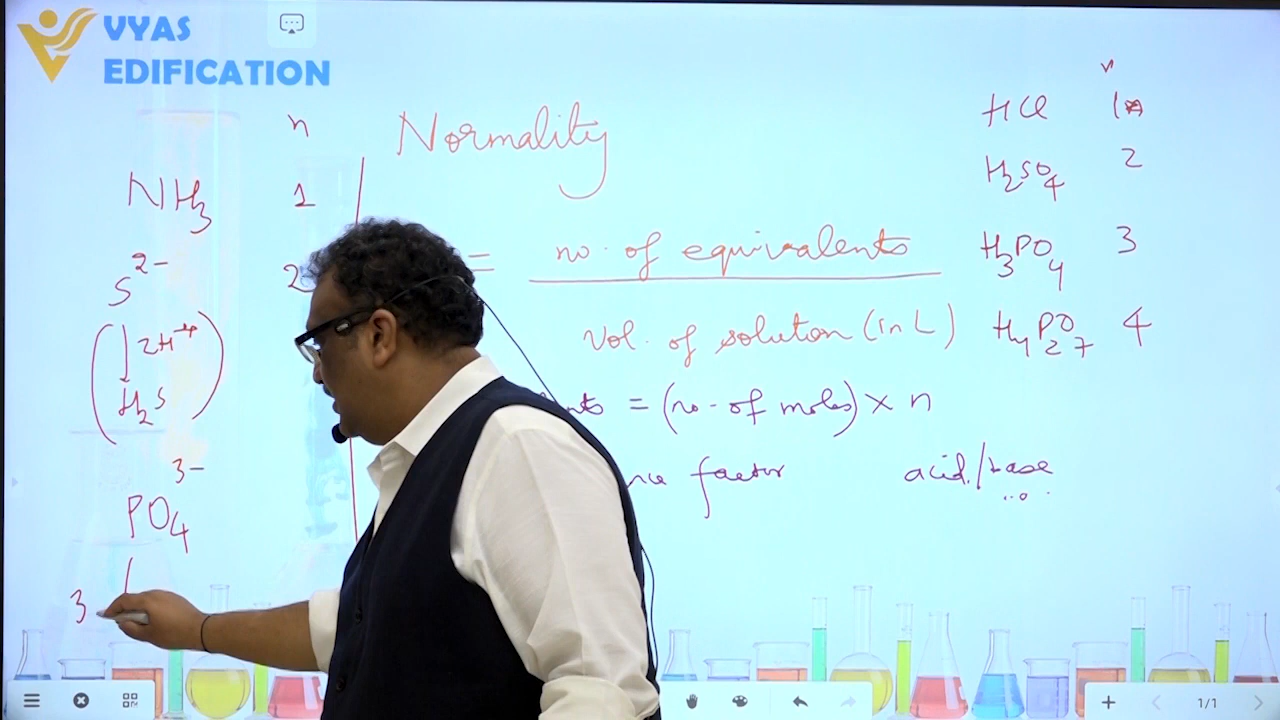 VYAS
EDIFICATION
n
NH3 1
S2- 2
2H+
H2S
PO4 3-
3
Normality
= no. of equivalents
Vol. of solution (in L)
= (no. of moles) × n
factor acid/base
n
HCl 1
H2SO4 2
H3PO4 3
H4P2O7 4
1/1